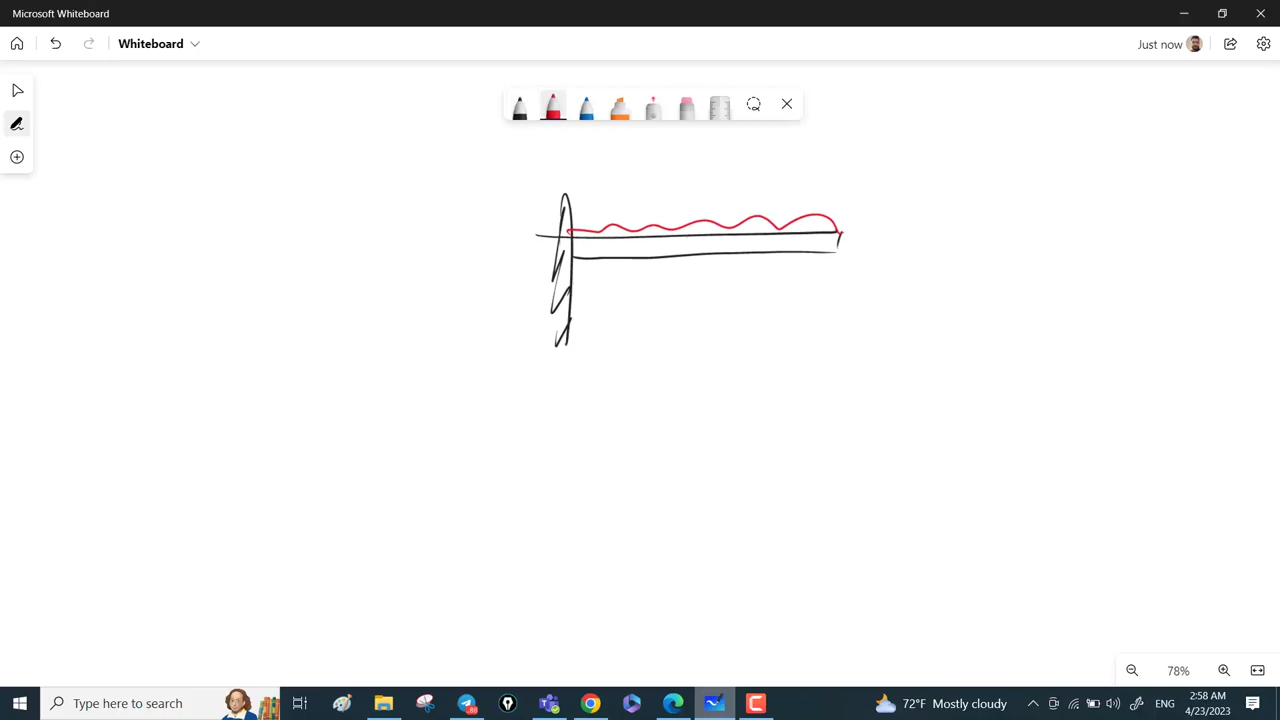 Microsoft Whiteboard
Whiteboard
Just now
78%
Type here to search
72°F Mostly cloudy
ENG
2:58 AM
4/23/2023